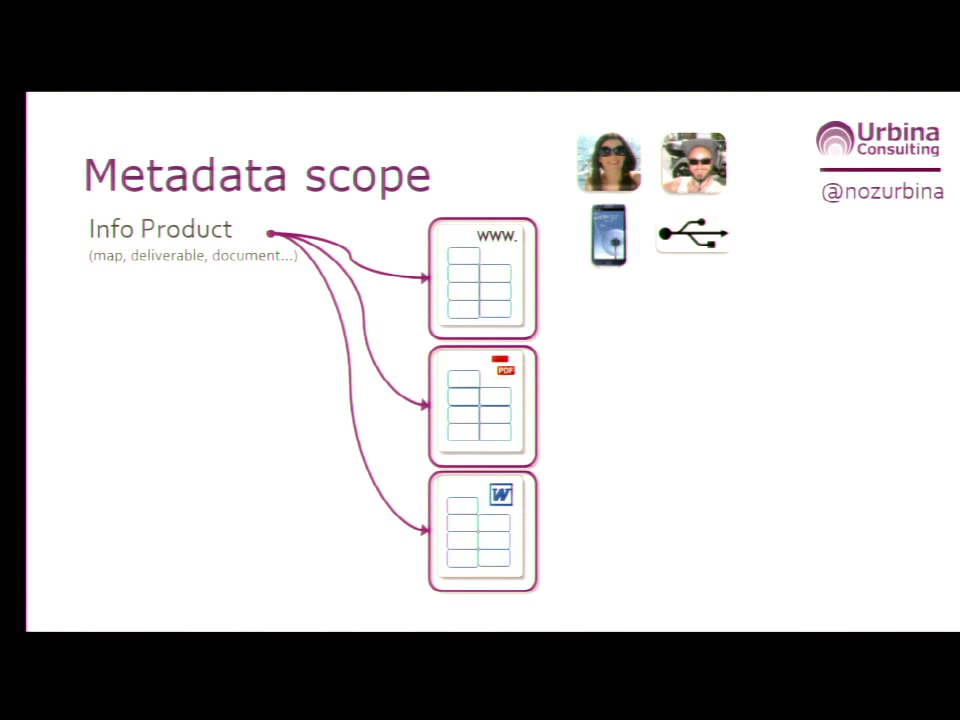 Metadata scope
Info Product
(map, deliverable, document...)
www.
PDF
W
Urbina
Consulting
@nozurbina